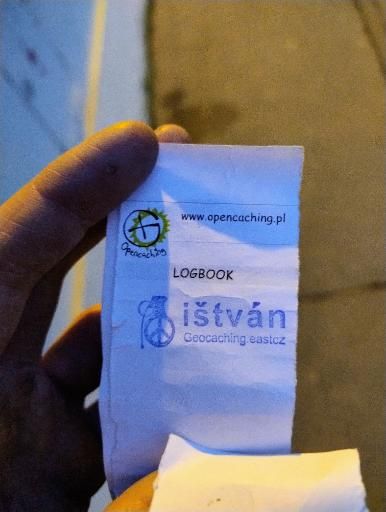 www.opencaching.pl
Opencaching
LOGBOOK
ištván
Geocaching.eastcz